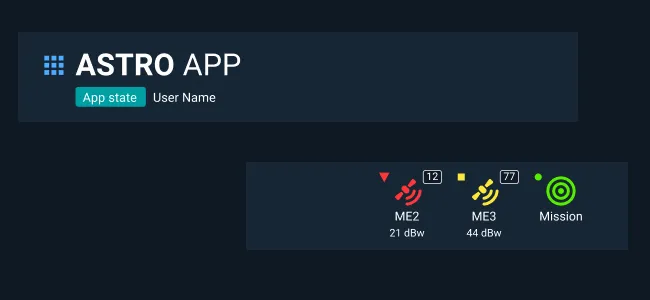 ASTRO APP
App state User Name
12 77
ME2 ME3 Mission
21 dBw 44 dBw